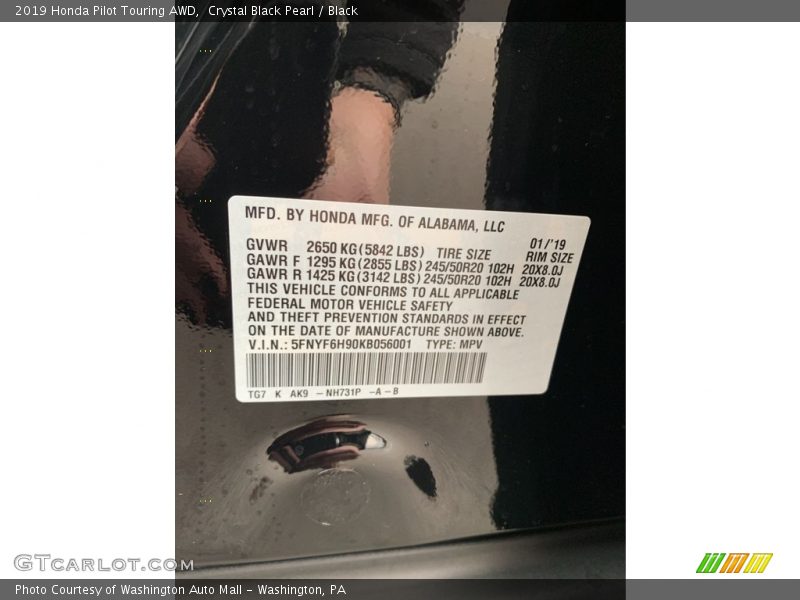 2019 Honda Pilot Touring AWD,  Crystal Black Pearl / Black
MFD. BY HONDA MFG. OF ALABAMA, LLC
01/'19
GVWR 2650 KG (5842 LBS) TIRE SIZE RIM SIZE
GAWR F 1295 KG (2855 LBS) 245/50R20 102H 20X8.0J
GAWR R 1425 KG (3142 LBS) 245/50R20 102H 20X8.0J
THIS VEHICLE CONFORMS TO ALL APPLICABLE
FEDERAL MOTOR VEHICLE SAFETY
AND THEFT PREVENTION STANDARDS IN EFFECT
ON THE DATE OF MANUFACTURE SHOWN ABOVE.
V.I.N.: 5FNYF6H90KB056001 TYPE: MPV
TG7 K AK9 – NH731P –A – B
GTCARLOT.COM
Photo Courtesy of Washington Auto Mall – Washington, PA